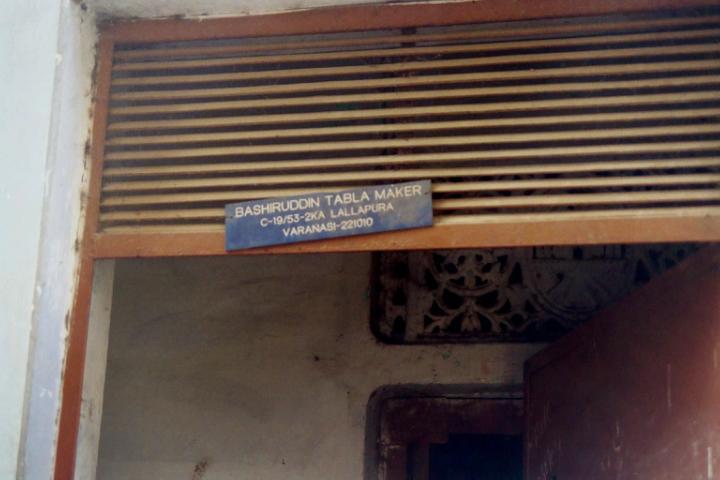 BASHIRUDDIN TABLA MAKER
C-19/53-2KA LALLAPURA
VARANASI-221010